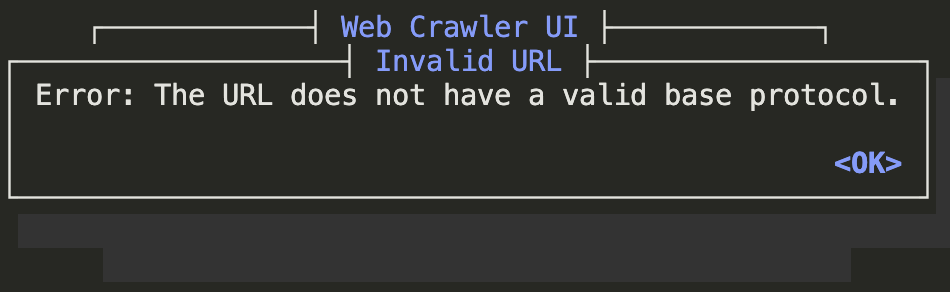 Web Crawler UI
Invalid URL
Error: The URL does not have a valid base protocol.
<OK>